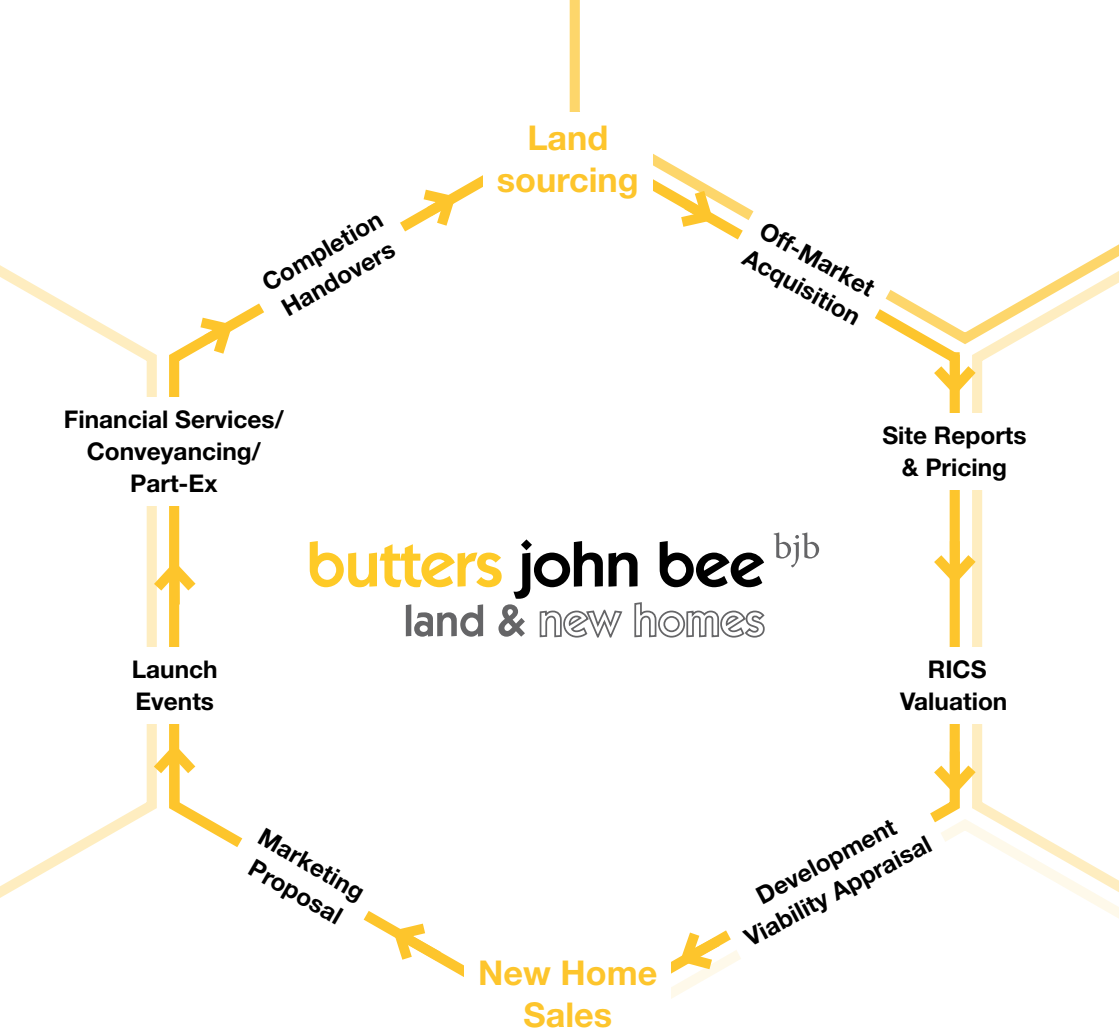 Land
sourcing
Off-Market
Acquisition
Site Reports
& Pricing
RICS
Valuation
Development
Viability Appraisal
New Home
Sales
Marketing
Proposal
Launch
Events
Financial Services/
Conveyancing/
Part-Ex
Completion
Handovers
butters john bee bjb
land & new homes